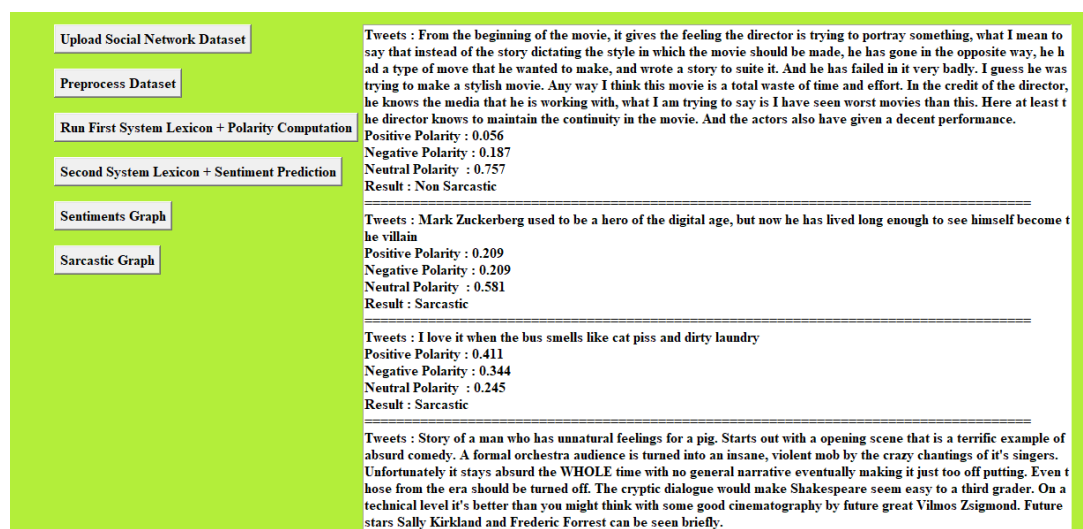 Upload Social Network Dataset
Preprocess Dataset
Run First System Lexicon + Polarity Computation
Second System Lexicon + Sentiment Prediction
Sentiments Graph
Sarcastic Graph
Tweets : From the beginning of the movie, it gives the feeling the director is trying to portray something, what I mean to
say that instead of the story dictating the style in which the movie should be made, he has gone in the opposite way, he h
ad a type of move that he wanted to make, and wrote a story to suite it. And he has failed in it very badly. I guess he was
trying to make a stylish movie. Any way I think this movie is a total waste of time and effort. In the credit of the director,
he knows the media that he is working with, what I am trying to say is I have seen worst movies than this. Here at least t
he director knows to maintain the continuity in the movie. And the actors also have given a decent performance.
Positive Polarity : 0.056
Negative Polarity : 0.187
Neutral Polarity  : 0.757
Result : Non Sarcastic
==========================================================================================
Tweets : Mark Zuckerberg used to be a hero of the digital age, but now he has lived long enough to see himself become t
he villain
Positive Polarity : 0.209
Negative Polarity : 0.209
Neutral Polarity  : 0.581
Result : Sarcastic
==========================================================================================
Tweets : I love it when the bus smells like cat piss and dirty laundry
Positive Polarity : 0.411
Negative Polarity : 0.344
Neutral Polarity  : 0.245
Result : Sarcastic
==========================================================================================
Tweets : Story of a man who has unnatural feelings for a pig. Starts out with a opening scene that is a terrific example of
absurd comedy. A formal orchestra audience is turned into an insane, violent mob by the crazy chantings of it's singers.
Unfortunately it stays absurd the WHOLE time with no general narrative eventually making it just too off putting. Even t
hose from the era should be turned off. The cryptic dialogue would make Shakespeare seem easy to a third grader. On a
technical level it's better than you might think with some good cinematography by future great Vilmos Zsigmond. Future
stars Sally Kirkland and Frederic Forrest can be seen briefly.